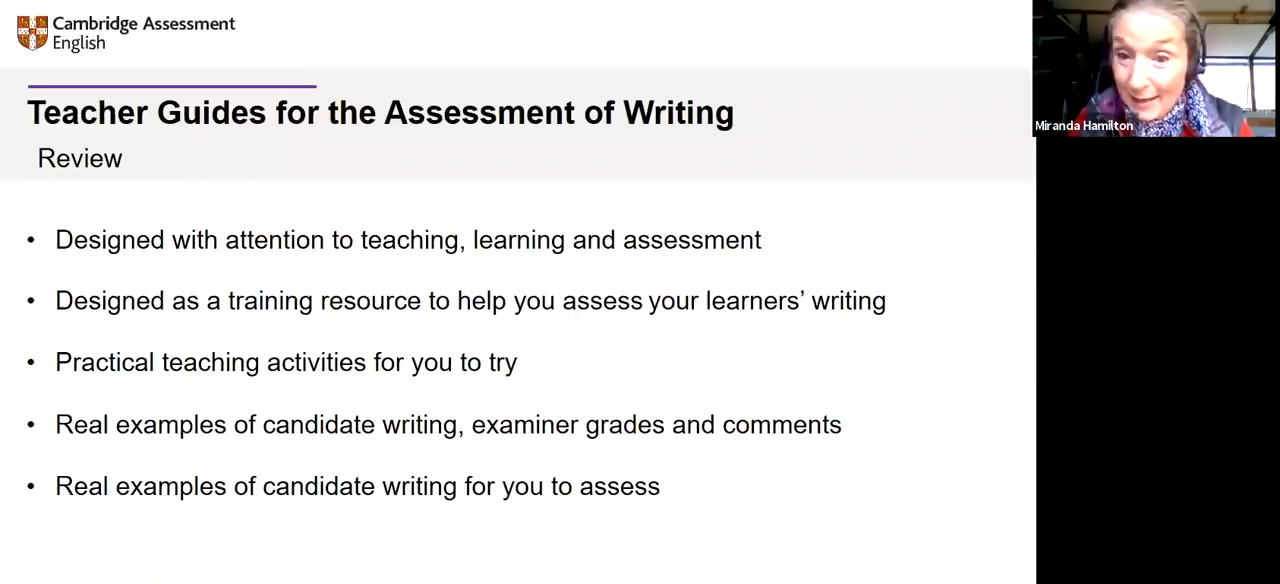 Cambridge Assessment
English
Teacher Guides for the Assessment of Writing
Review
Miranda Hamilton
• Designed with attention to teaching, learning and assessment
• Designed as a training resource to help you assess your learners’ writing
• Practical teaching activities for you to try
• Real examples of candidate writing, examiner grades and comments
• Real examples of candidate writing for you to assess